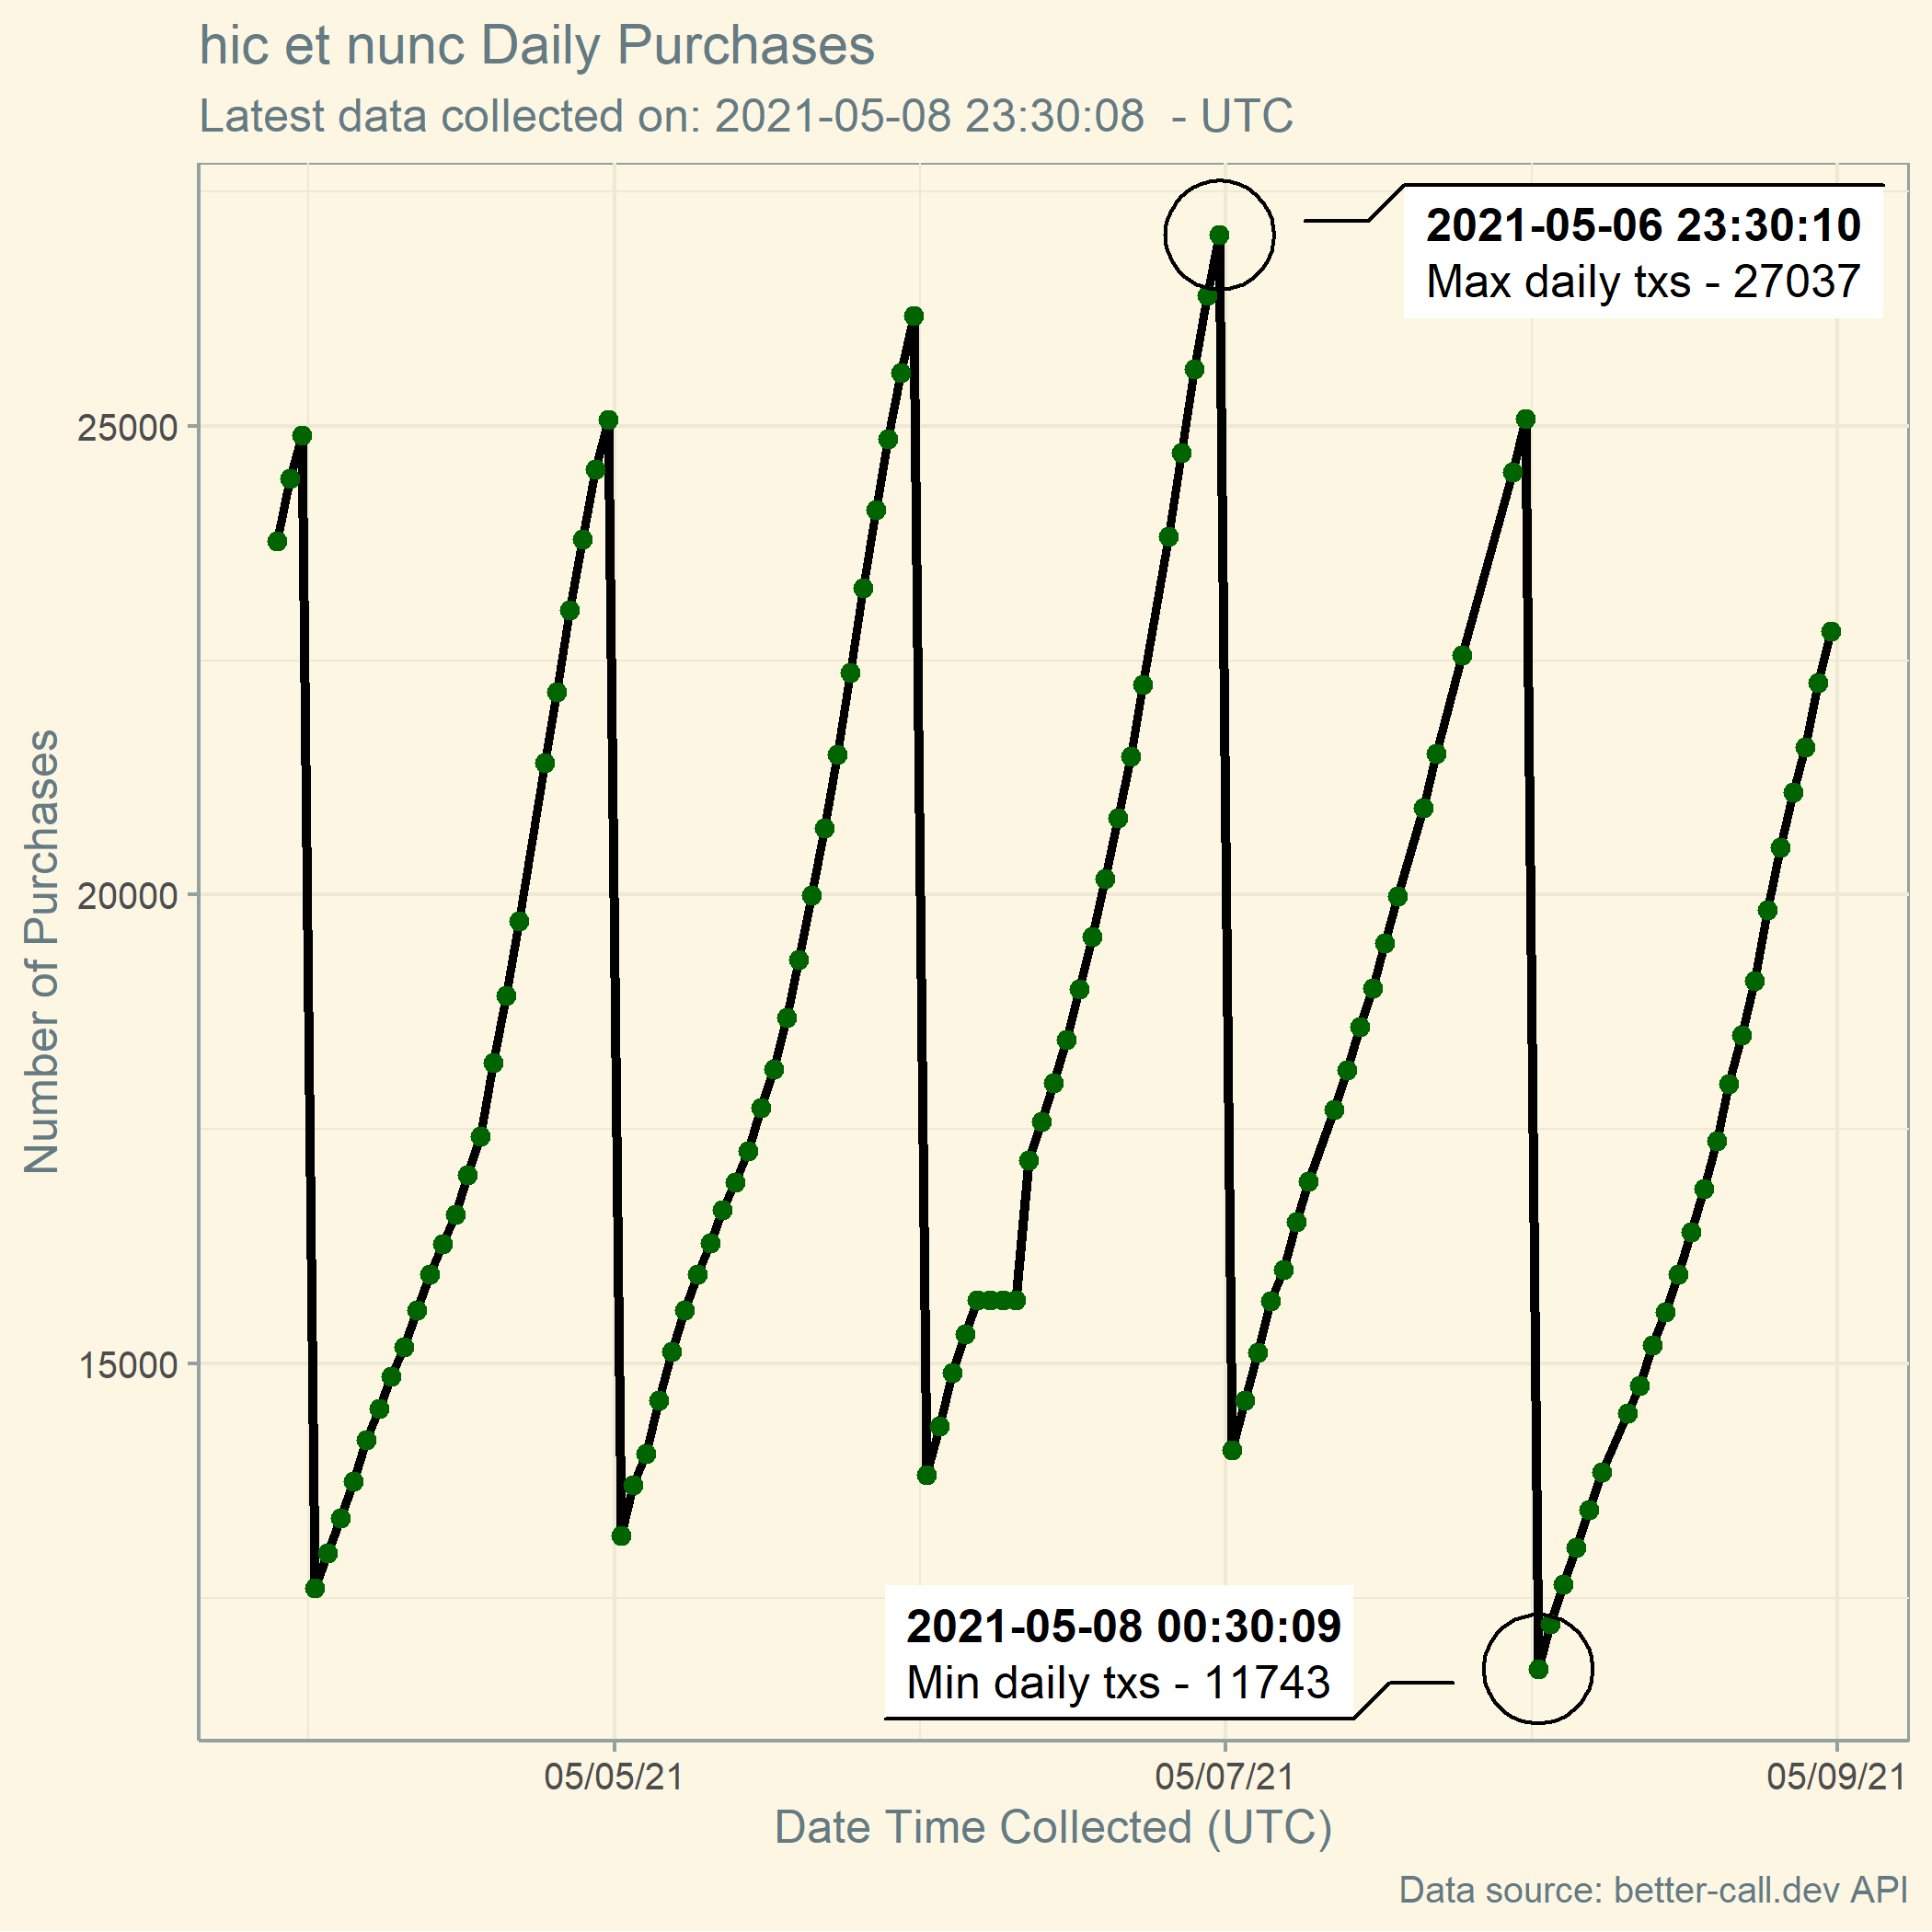 hic et nunc Daily Purchases
Latest data collected on: 2021-05-08 23:30:08  - UTC
2021-05-06 23:30:10
Max daily txs - 27037
Number of Purchases
25000
20000
15000
2021-05-08 00:30:09
Min daily txs - 11743
05/05/21
05/07/21
05/09/21
Date Time Collected (UTC)
Data source: better-call.dev API